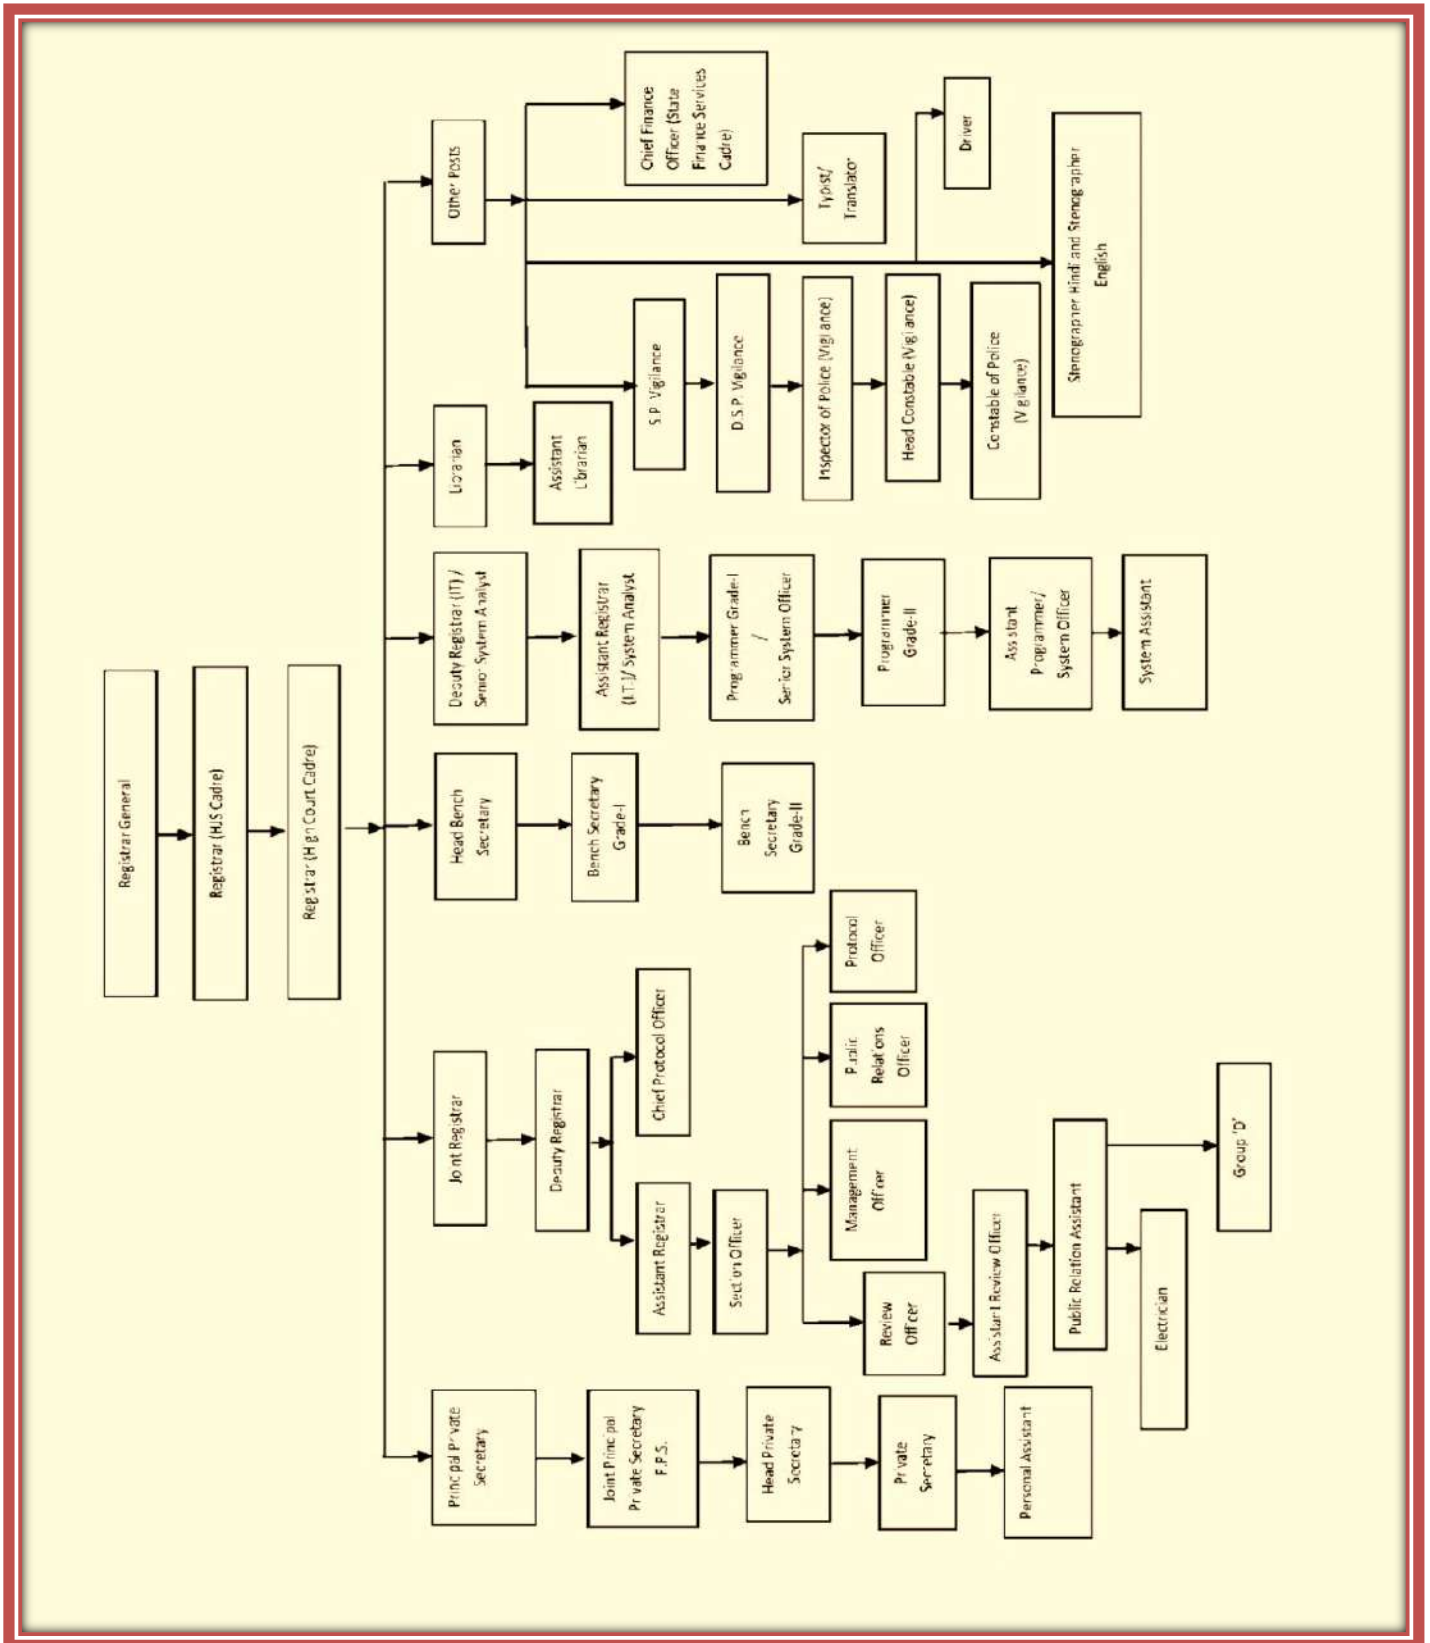 Registrar General
Registrar (HJS Cadre)
Registrar (High Court Cadre)
Principal Private
Secretary
Joint Principal
Private Secretary
Head Private
Secretary
Private
Secretary
Personal Assistant
Joint Registrar
Deputy Registrar
Assistant Registrar
Chief Protocol Officer
Section Officer
Review
Officer
Management
Officer
Public
Relations
Officer
Protocol
Officer
Assistant Review Officer
Public Relation Assistant
Electrician
Group 'D'
Head Bench
Secretary
Bench Secretary
Grade-I
Bench
Secretary
Grade-II
Deputy Registrar (IT) /
Senior System Analyst
Assistant Registrar
(I.T.)/ System Analyst
Programmer Grade-I
/
Senior System Officer
Programmer
Grade-II
Assistant
Programmer/
System Officer
System Assistant
Librarian
Assistant
Librarian
Other Posts
S.P. Vigilance
D.S.P. Vigilance
Inspector of Police (Vigilance)
Head Constable (Vigilance)
Constable of Police
(Vigilance)
Chief Finance
Officer (State
Finance Services
Cadre)
Typist/
Translator
Driver
Stenographer Hindi and Stenographer
English